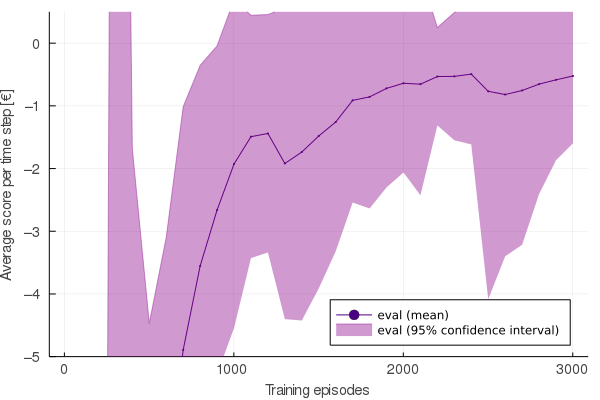 0
−1
−2
−3
−4
−5
Average score per time step [€]
eval (mean)
eval (95% confidence interval)
0
1000
2000
3000
Training episodes